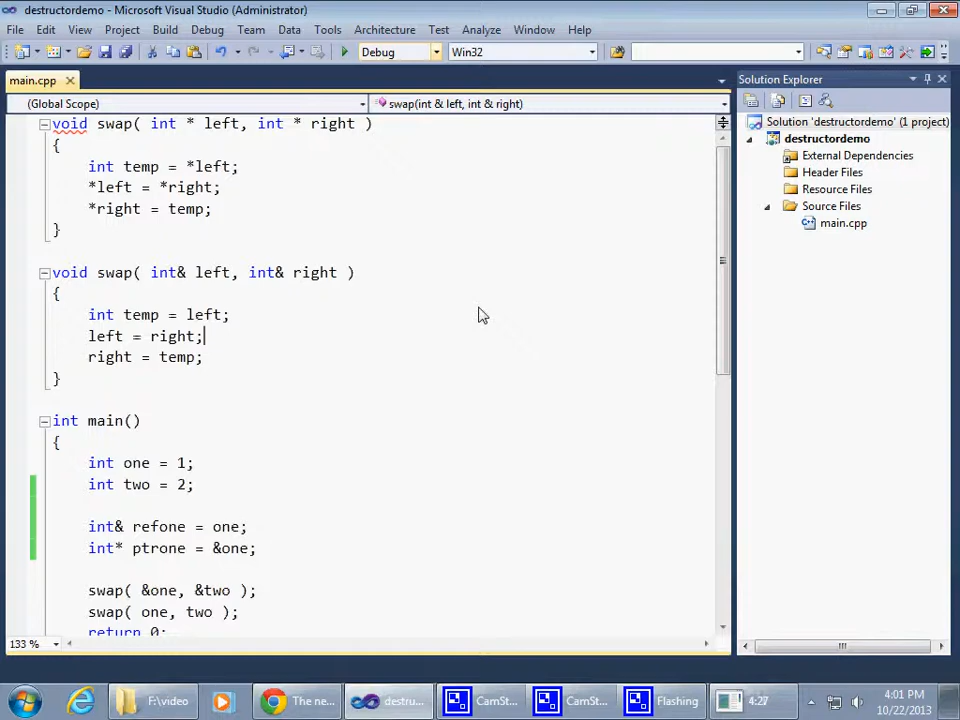 destructordemo - Microsoft Visual Studio (Administrator)
File Edit View Project Build Debug Team Data Tools Architecture Test Analyze Window Help
Debug Win32
main.cpp
(Global Scope) swap(int & left, int & right)
void swap( int * left, int * right )
{
int temp = *left;
*left = *right;
*right = temp;
}
void swap( int& left, int& right )
{
int temp = left;
left = right;
right = temp;
}
int main()
{
int one = 1;
int two = 2;
int& refone = one;
int* ptrone = &one;
swap( &one, &two );
swap( one, two );
return 0;
133 %
Solution Explorer
Solution 'destructordemo' (1 project)
destructordemo
External Dependencies
Header Files
Resource Files
Source Files
main.cpp
F:\video
The ne...
destru...
CamSt...
CamSt...
Flashing
4:27
4:01 PM
10/22/2013